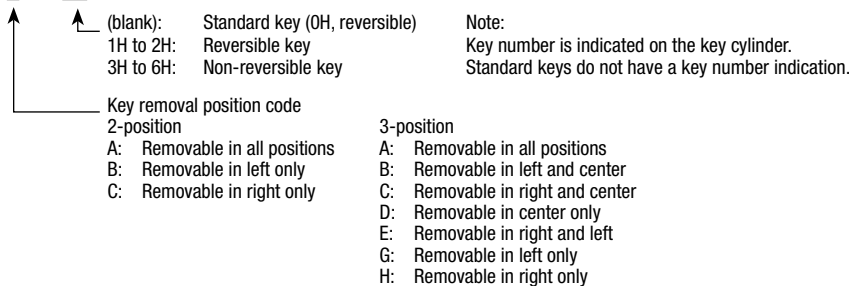 (blank): Standard key (0H, reversible)
1H to 2H: Reversible key
3H to 6H: Non-reversible key
Note:
Key number is indicated on the key cylinder.
Standard keys do not have a key number indication.
Key removal position code
2-position
A: Removable in all positions
B: Removable in left only
C: Removable in right only
3-position
A: Removable in all positions
B: Removable in left and center
C: Removable in right and center
D: Removable in center only
E: Removable in right and left
G: Removable in left only
H: Removable in right only